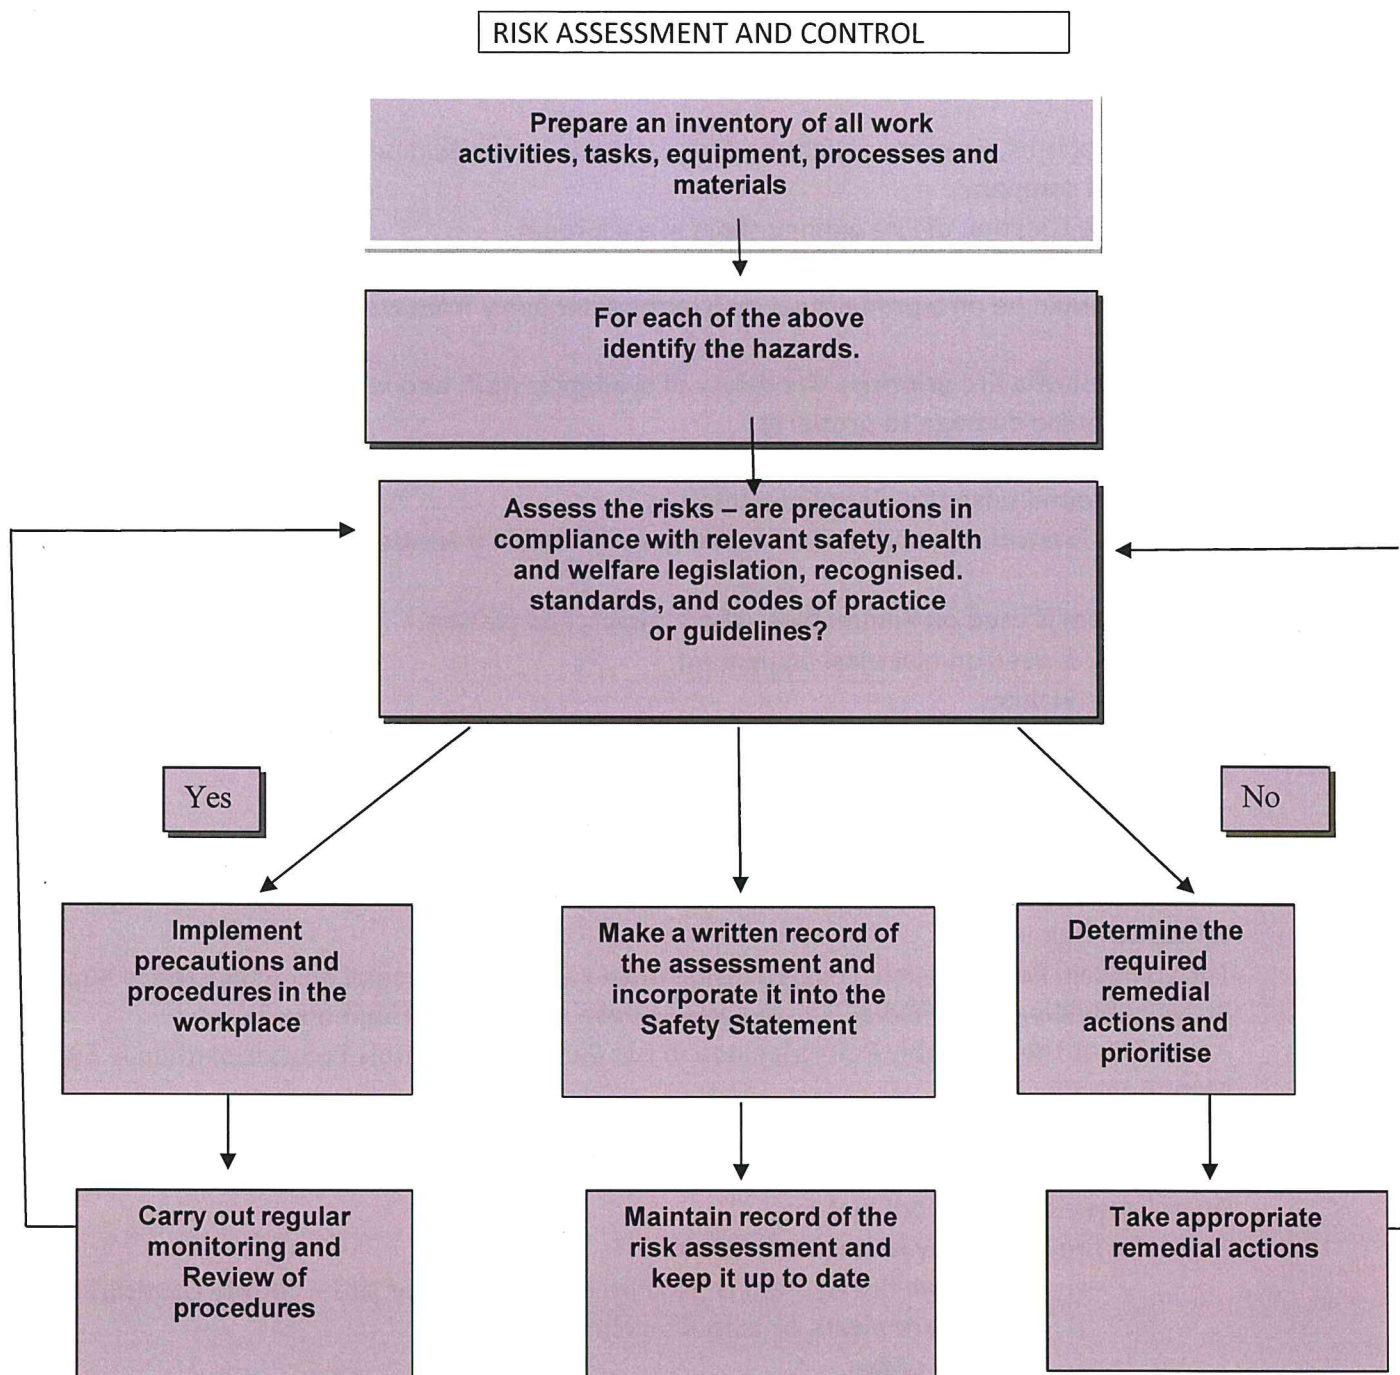 RISK ASSESSMENT AND CONTROL
Prepare an inventory of all work
activities, tasks, equipment, processes and
materials
For each of the above
identify the hazards.
Assess the risks – are precautions in
compliance with relevant safety, health
and welfare legislation, recognised.
standards, and codes of practice
or guidelines?
Yes
No
Implement
precautions and
procedures in the
workplace
Make a written record of
the assessment and
incorporate it into the
Safety Statement
Determine the
required
remedial
actions and
prioritise
Carry out regular
monitoring and
Review of
procedures
Maintain record of the
risk assessment and
keep it up to date
Take appropriate
remedial actions